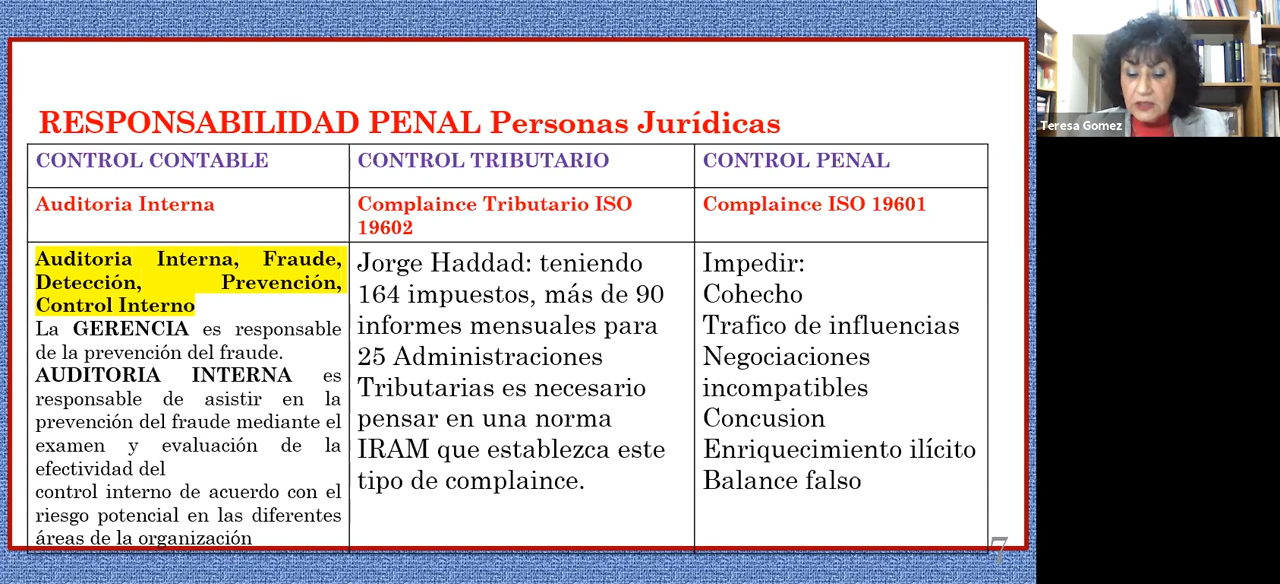 RESPONSABILIDAD PENAL Personas Jurídicas
CONTROL CONTABLE
CONTROL TRIBUTARIO
CONTROL PENAL
Auditoria Interna
Complaince Tributario ISO
19602
Complaince ISO 19601
Auditoria Interna, Fraude,
Detección, Prevención,
Control Interno
La GERENCIA es responsable
de la prevención del fraude.
AUDITORIA INTERNA es
responsable de asistir en la
prevención del fraude mediante el
examen y evaluación de la
efectividad del
control interno de acuerdo con el
riesgo potencial en las diferentes
áreas de la organización
Jorge Haddad: teniendo
164 impuestos, más de 90
informes mensuales para
25 Administraciones
Tributarias es necesario
pensar en una norma
IRAM que establezca este
tipo de complaince.
Impedir:
Cohecho
Trafico de influencias
Negociaciones
incompatibles
Concusion
Enriquecimiento ilícito
Balance falso
7
Teresa Gomez